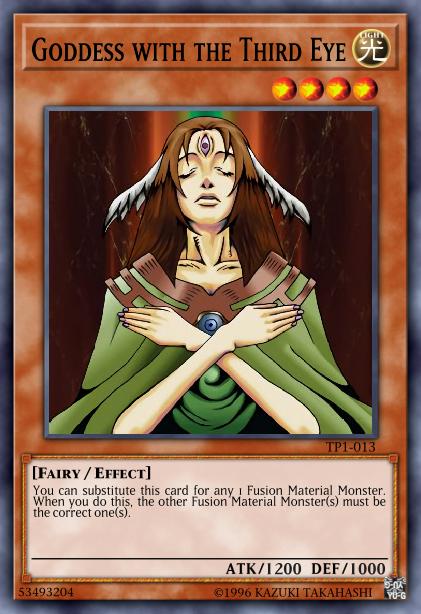 Goddess with the Third Eye
LIGHT
光
TP1-013
[Fairy / Effect]
You can substitute this card for any 1 Fusion Material Monster.
When you do this, the other Fusion Material Monster(s) must be
the correct one(s).
ATK/1200 DEF/1000
53493204 ©1996 KAZUKI TAKAHASHI